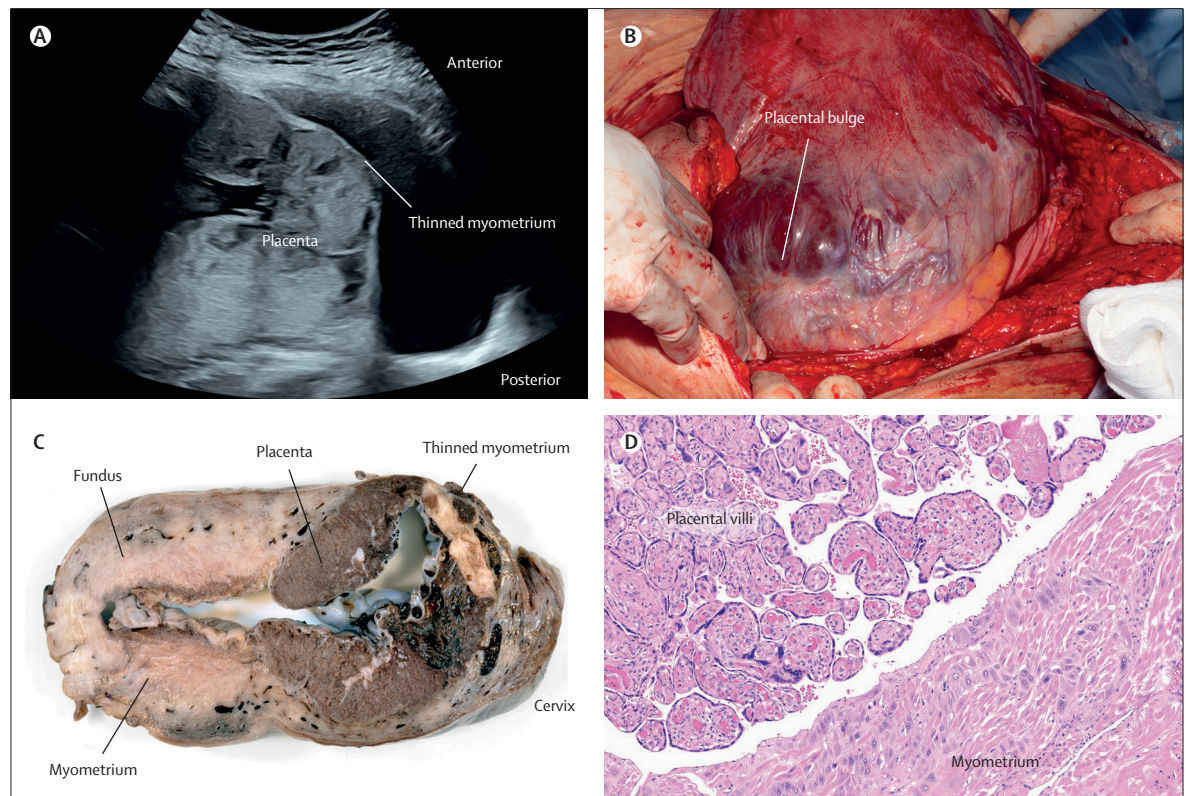 A
Anterior
Thinned myometrium
Placenta
Posterior
B
Placental bulge
C
Fundus
Placenta
Thinned myometrium
Cervix
Myometrium
D
Placental villi
Myometrium